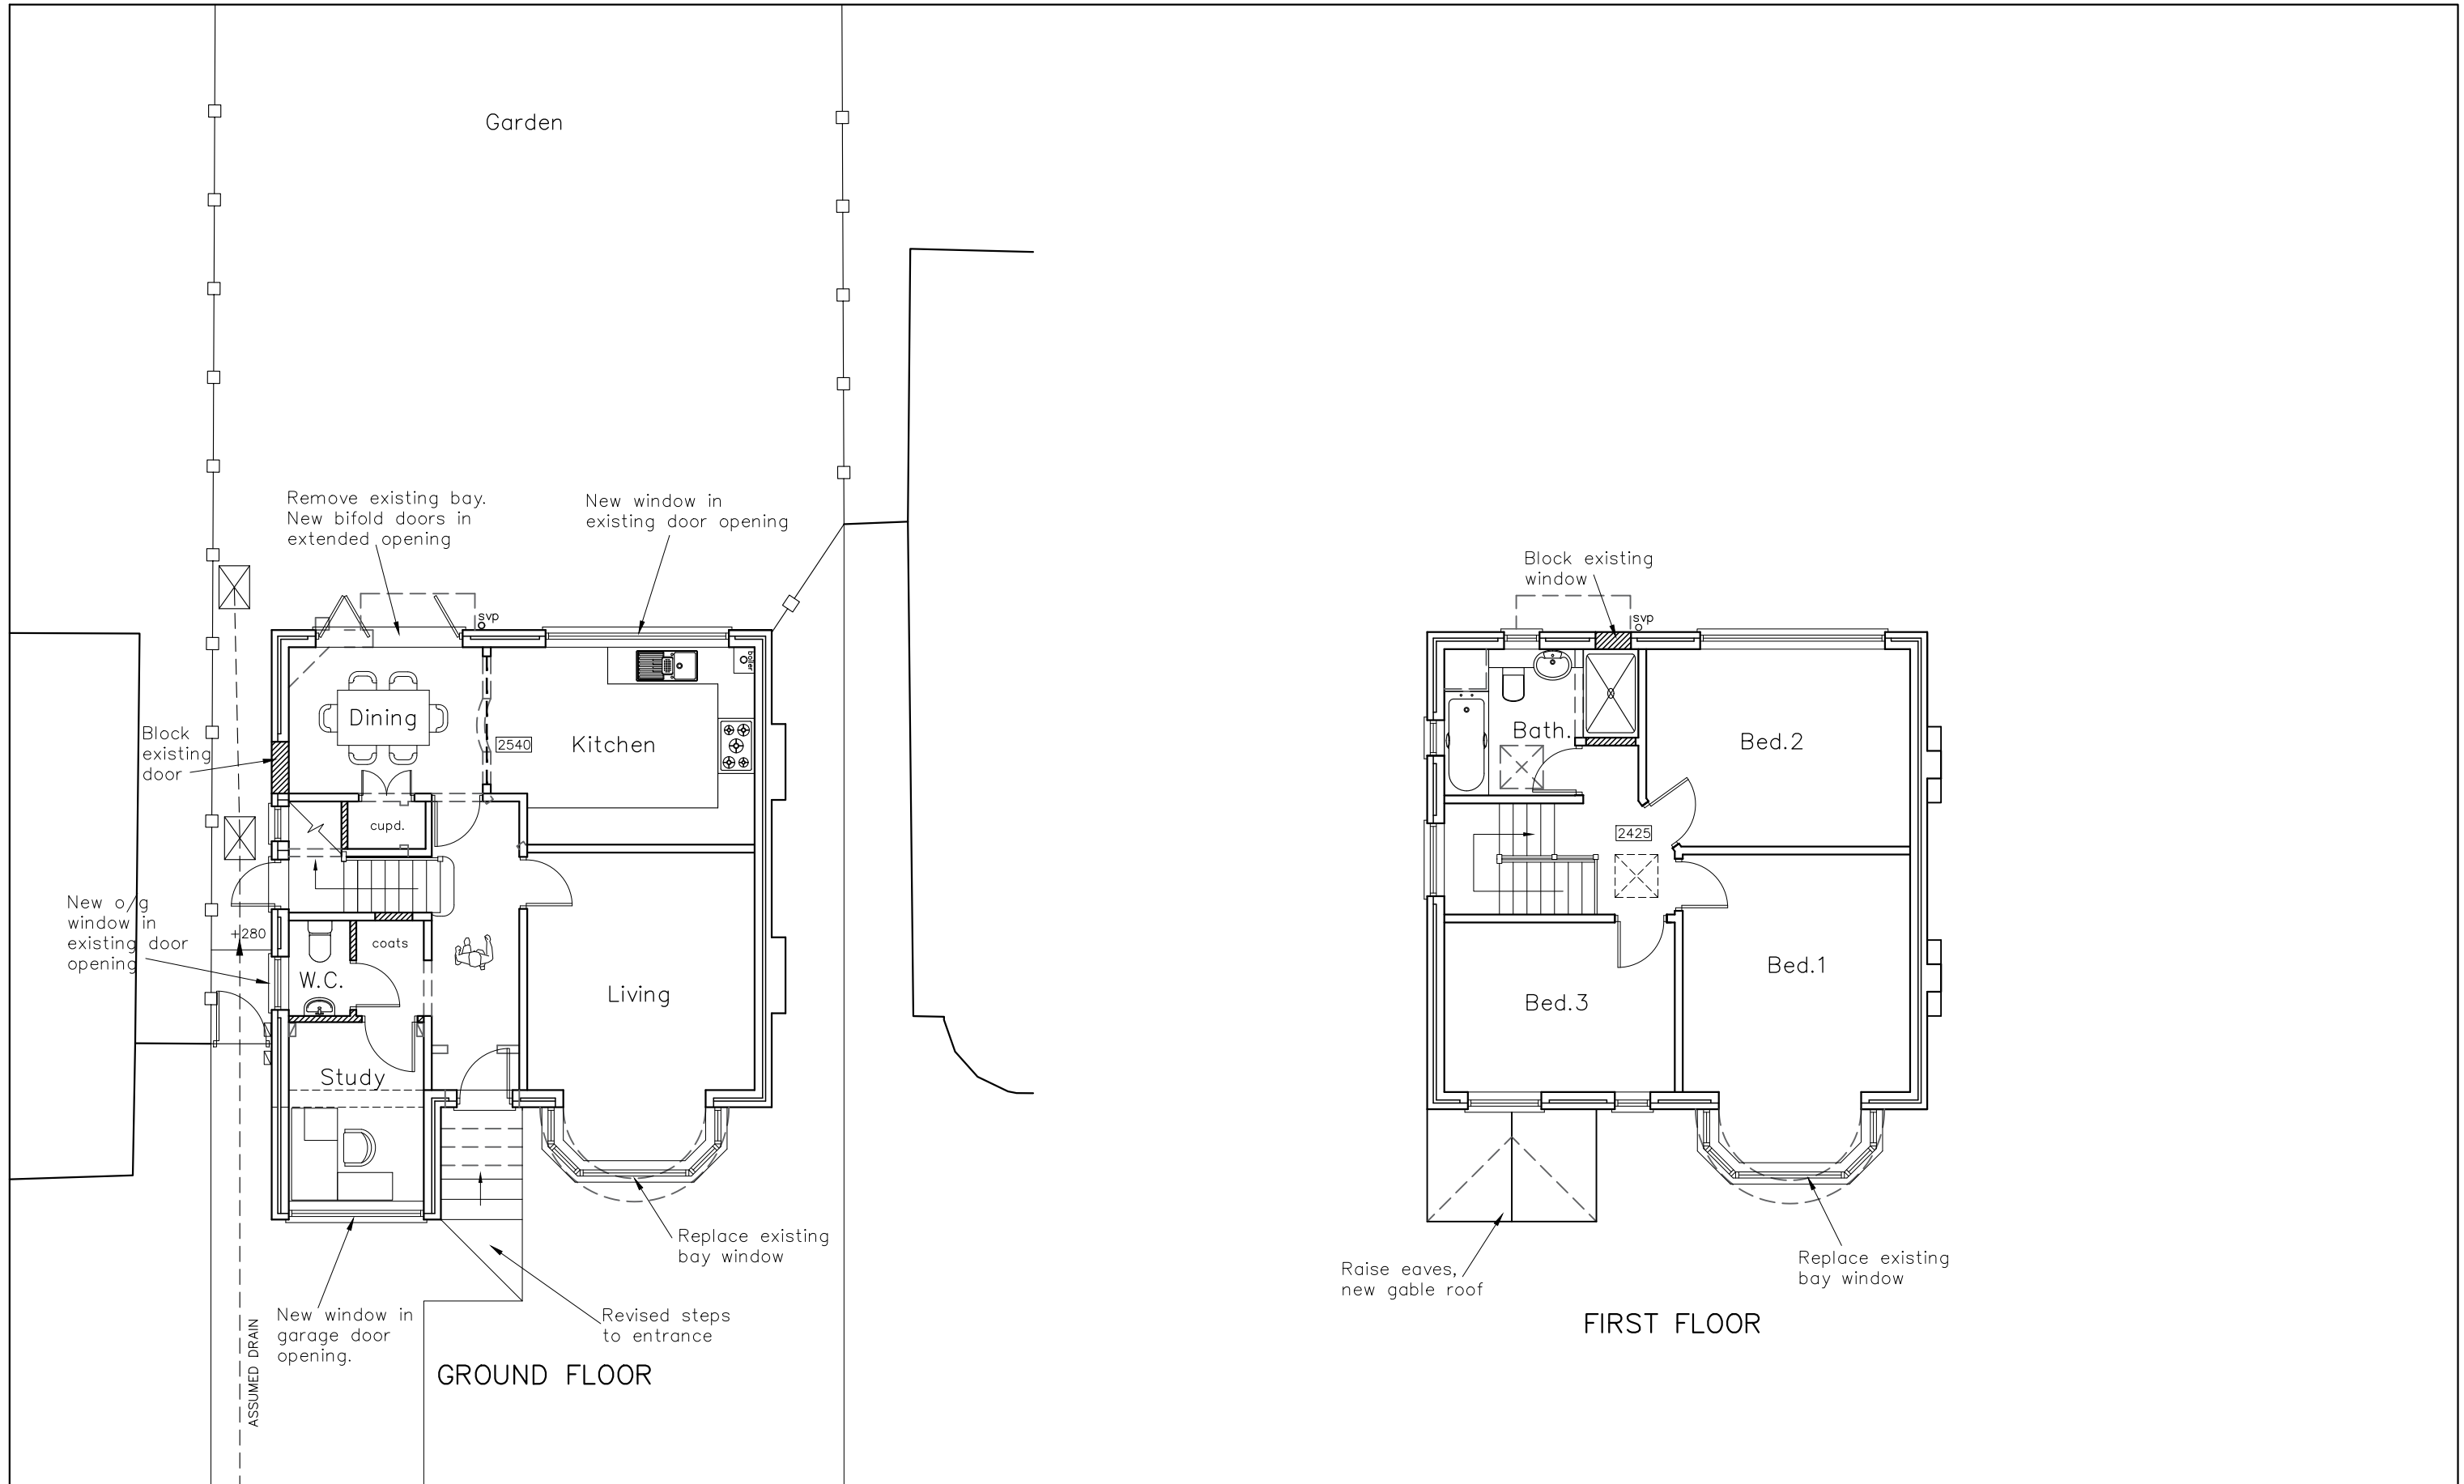 Garden
Remove existing bay.
New bifold doors in
extended opening
New window in
existing door opening
svp
boiler
Dining
2540
Kitchen
Block
existing
door
cupd.
New o/g
window in
existing door
opening
+280
coats
W.C.
Living
Study
Replace existing
bay window
New window in
garage door
opening.
Revised steps
to entrance
ASSUMED DRAIN
GROUND FLOOR
Block existing
window
svp
Bath.
Bed.2
2425
Bed.1
Bed.3
Raise eaves,
new gable roof
Replace existing
bay window
FIRST FLOOR